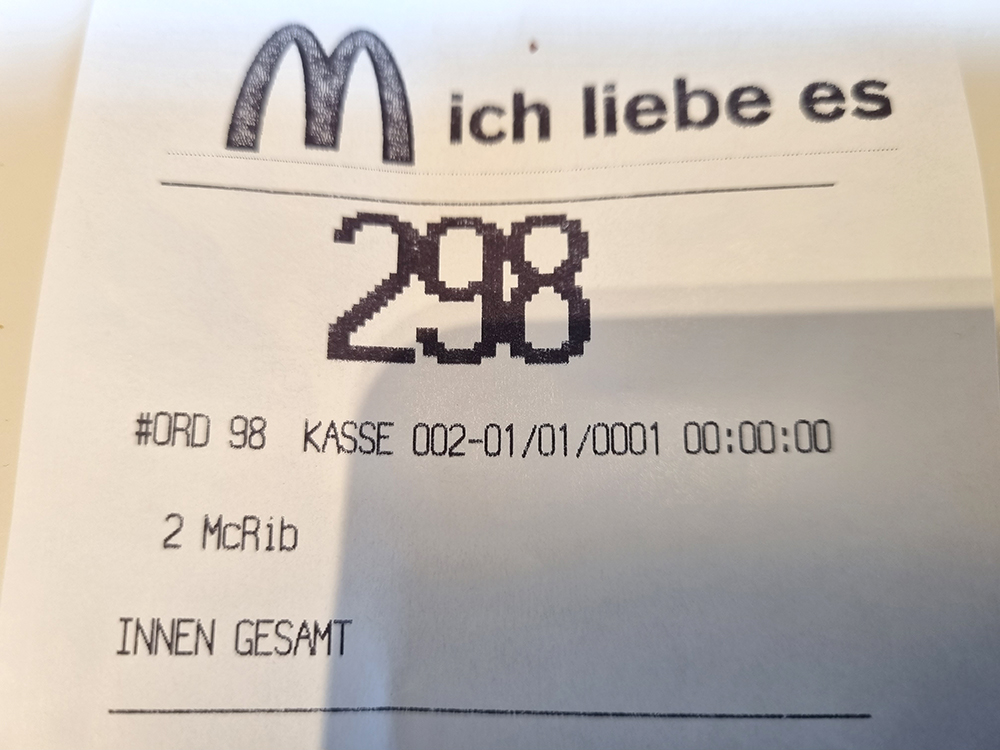 ich liebe es
298
#ORD 98 KASSE 002-01/01/0001 00:00:00
2 McRib
INNEN GESAMT